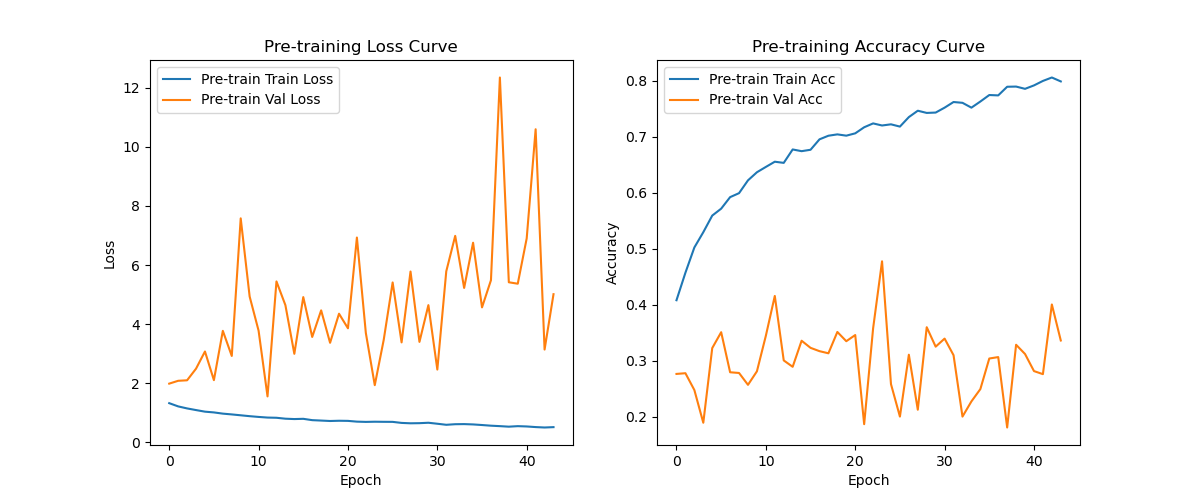 Pre-training Loss Curve
Pre-train Train Loss
Pre-train Val Loss
12
10
8
6
4
2
0
Loss
0 10 20 30 40
Epoch
Pre-training Accuracy Curve
Pre-train Train Acc
Pre-train Val Acc
0.8
0.7
0.6
0.5
0.4
0.3
0.2
Accuracy
0 10 20 30 40
Epoch